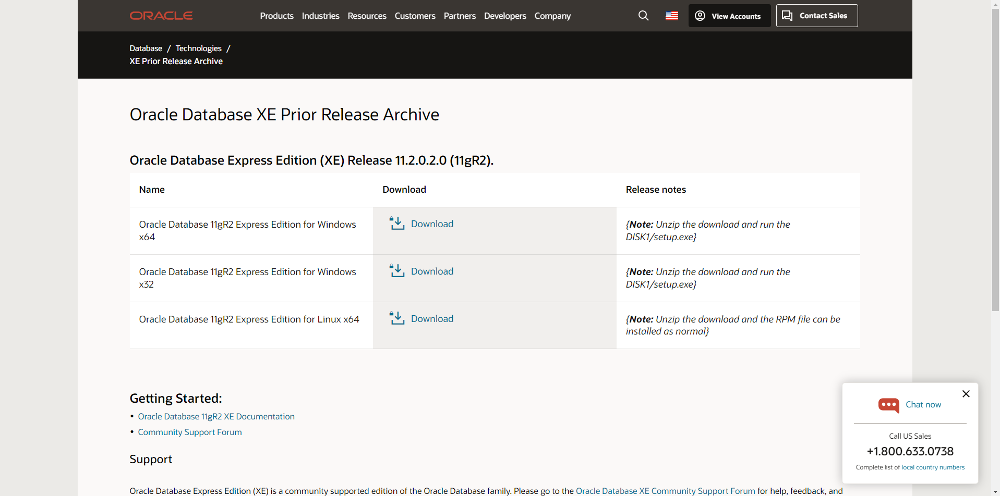 ORACLE
Products Industries Resources Customers Partners Developers Company
View Accounts
Contact Sales
Database / Technologies /
XE Prior Release Archive
Oracle Database XE Prior Release Archive
Oracle Database Express Edition (XE) Release 11.2.0.2.0 (11gR2).
Name Download Release notes
Oracle Database 11gR2 Express Edition for Windows
x64
Download
{Note: Unzip the download and run the
DISK1/setup.exe}
Oracle Database 11gR2 Express Edition for Windows
x32
Download
{Note: Unzip the download and run the
DISK1/setup.exe}
Oracle Database 11gR2 Express Edition for Linux x64
Download
{Note: Unzip the download and the RPM file can be
installed as normal}
Getting Started:
• Oracle Database 11gR2 XE Documentation
• Community Support Forum
Support
Oracle Database Express Edition (XE) is a community supported edition of the Oracle Database family. Please go to the Oracle Database XE Community Support Forum for help, feedback, and
Chat now
Call US Sales
+1.800.633.0738
Complete list of local country numbers